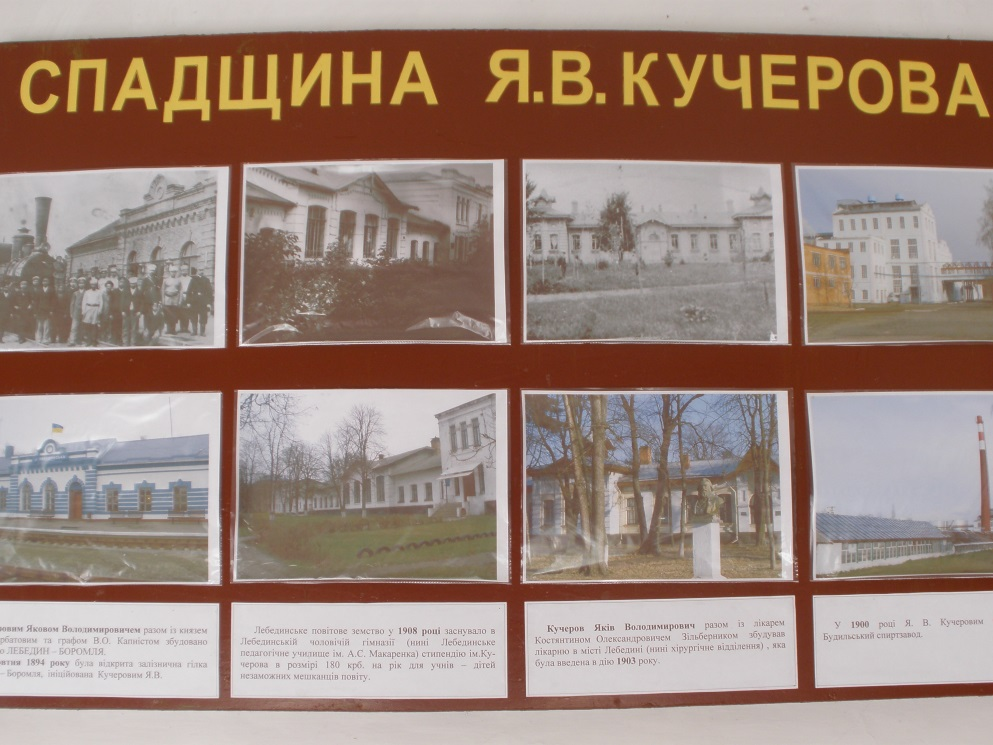 СПАДЩИНА Я.В.КУЧЕРОВА
Яковом Володимировичем разом із князем
та графом В.О. Капністом збудовано
ЛЕБЕДИН – БОРОМЛЯ.
1894 року була відкрита залізнична гілка
– Боромля, ініційована Кучеровим Я.В.
Лебединське повітове земство у 1908 році заснувало в
Лебединській чоловічій гімназії (нині Лебединське
педагогічне училище ім. А.С. Макаренка) стипендію ім.Ку-
черова в розмірі 180 крб. на рік для учнів – дітей
незаможних мешканців повіту.
Кучеров Яків Володимирович разом із лікарем
Костянтином Олександровичем Зільберником збудував
лікарню в місті Лебедині (нині хірургічне відділення) , яка
була введена в дію 1903 року.
У 1900 році Я. В. Кучеровим
Будильський спиртзавод.